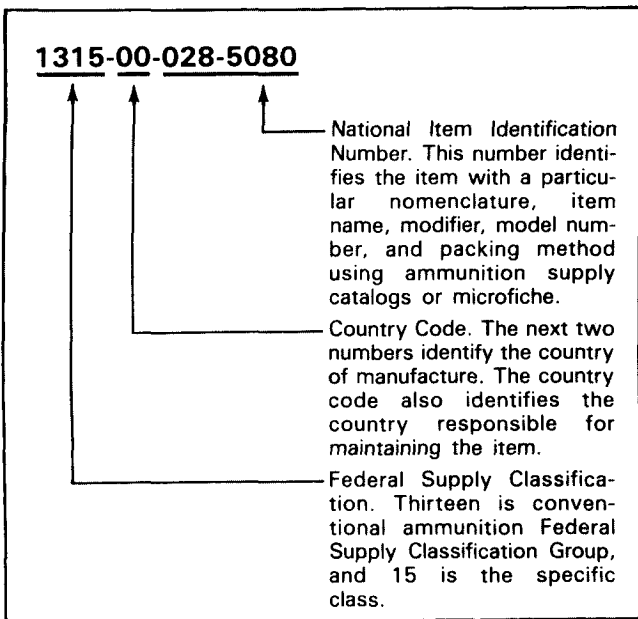 1315-00-028-5080
National Item Identification
Number. This number identi-
fies the item with a particu-
lar nomenclature, item
name, modifier, model num-
ber, and packing method
using ammunition supply
catalogs or microfiche.
Country Code. The next two
numbers identify the country
of manufacture. The country
code also identifies the
country responsible for
maintaining the item.
Federal Supply Classifica-
tion. Thirteen is conven-
tional ammunition Federal
Supply Classification Group,
and 15 is the specific
class.